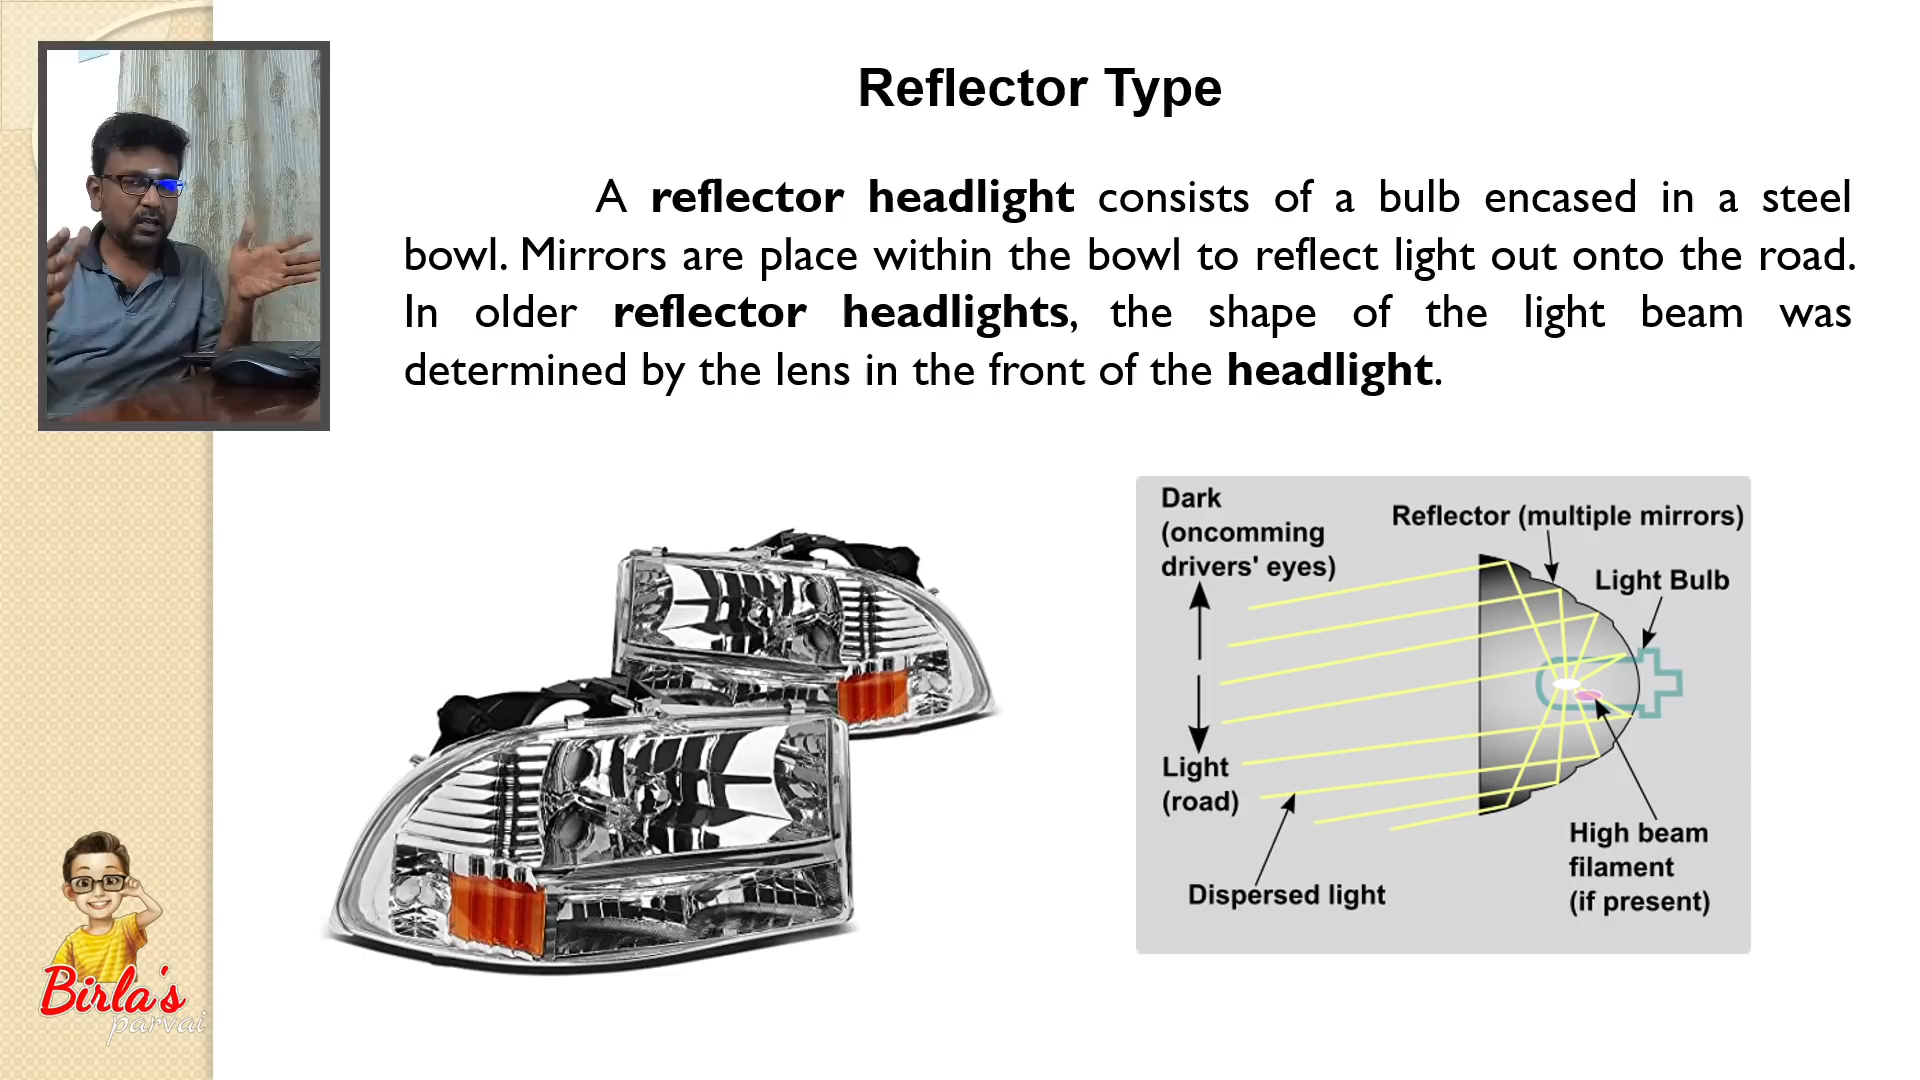 Reflector Type
A reflector headlight consists of a bulb encased in a steel
bowl. Mirrors are place within the bowl to reflect light out onto the road.
In older reflector headlights, the shape of the light beam was
determined by the lens in the front of the headlight.
Dark
(oncomming
drivers' eyes)
Reflector (multiple mirrors)
Light Bulb
Light
(road)
Dispersed light
High beam
filament
(if present)
Birla's
parvai